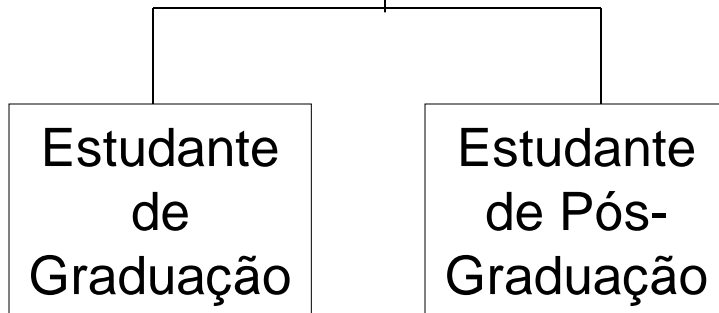 Estudante
de
Graduação
Estudante
de Pós-
Graduação